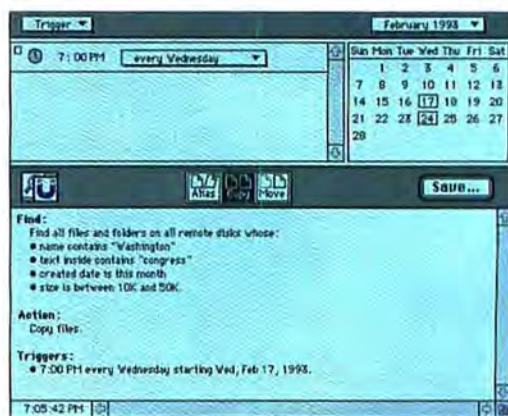 Trigger
February 1993
7:00 PM every Wednesday
Sun Mon Tue Wed Thu Fri Sat
1 2 3 4 5 6
7 8 9 10 11 12 13
14 15 16 17 18 19 20
21 22 23 24 25 26 27
28
Alias Copy Move
Save...
Find:
Find all files and folders on all remote disks whose:
• name contains "Washington"
• text inside contains "congress"
• created date is this month
• size is between 10K and 50K.
Action:
Copy files.
Triggers:
• 7:00 PM every Wednesday starting Wed, Feb 17, 1993.
7:05:42 PM